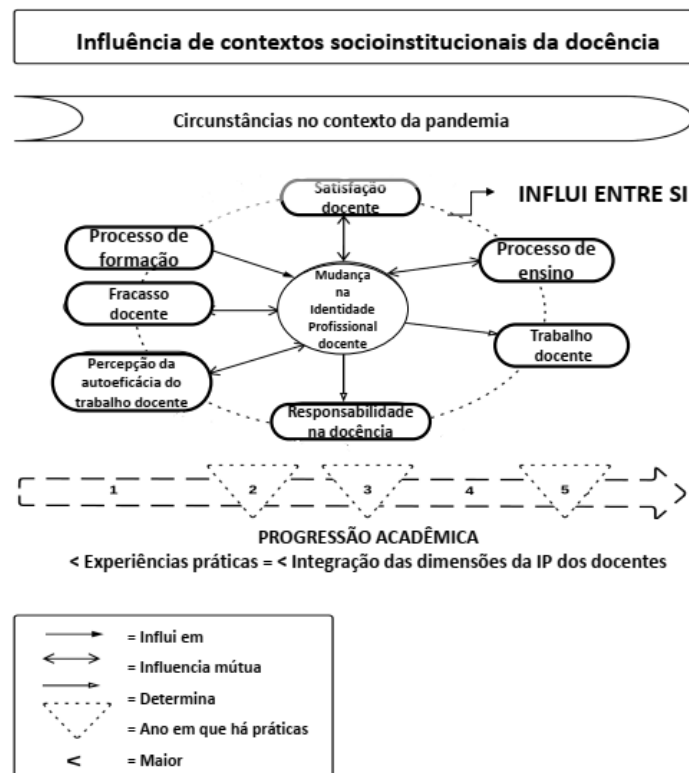 Influência de contextos socioinstitucionais da docência
Circunstâncias no contexto da pandemia
Satisfação
docente
INFLUI ENTRE SI
Processo de
formação
Processo de
ensino
Mudança
na
Identidade
Profissional
docente
Fracasso
docente
Trabalho
docente
Percepção da
autoeficácia do
trabalho docente
Responsabilidade
na docência
1
2
3
4
5
PROGRESSÃO ACADÊMICA
< Experiências práticas = < Integração das dimensões da IP dos docentes
= Influi em
= Influencia mútua
= Determina
= Ano em que há práticas
< = Maior